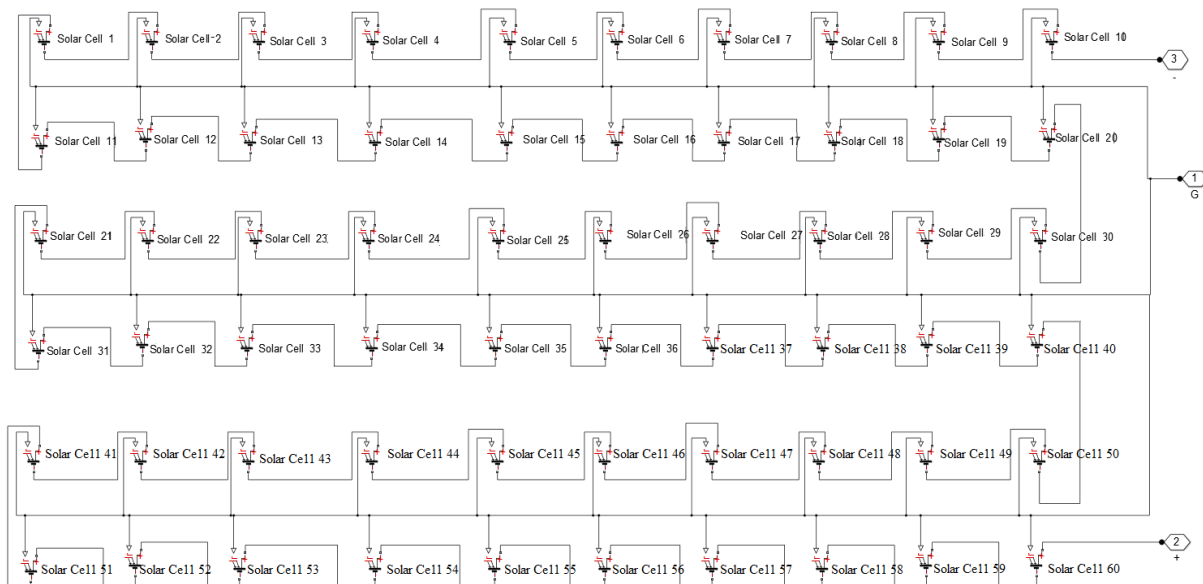 Solar Cell 1
Solar Cell-2
Solar Cell 3
Solar Cell 4
Solar Cell 5
Solar Cell 6
Solar Cell 7
Solar Cell 8
Solar Cell 9
Solar Cell 10
3
-
Solar Cell 11
Solar Cell 12
Solar Cell 13
Solar Cell 14
Solar Cell 15
Solar Cell 16
Solar Cell 17
Solar Cell 18
Solar Cell 19
Solar Cell 20
1
G
Solar Cell 21
Solar Cell 22
Solar Cell 23
Solar Cell 24
Solar Cell 25
Solar Cell 26
Solar Cell 27
Solar Cell 28
Solar Cell 29
Solar Cell 30
Solar Cell 31
Solar Cell 32
Solar Cell 33
Solar Cell 34
Solar Cell 35
Solar Cell 36
Solar Ce11 37
Solar Ce11 38
Solar Ce11 39
Solar Ce11 40
Solar Ce11 41
Solar Ce11 42
Solar Ce11 43
Solar Ce11 44
Solar Ce11 45
Solar Ce11 46
Solar Ce11 47
Solar Ce11 48
Solar Ce11 49
Solar Ce11 50
2
+
Solar Ce11 51
Solar Ce11 52
Solar Ce11 53
Solar Ce11 54
Solar Ce11 55
Solar Ce11 56
Solar Ce11 57
Solar Ce11 58
Solar Ce11 59
Solar Ce11 60